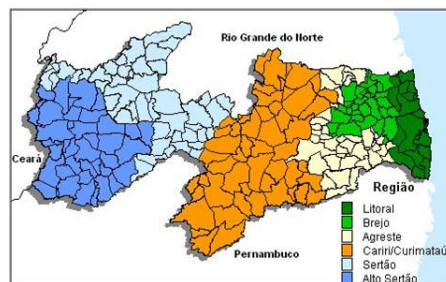 Rio Grande do Norte
Ceará
Pernambuco
Região
Litoral
Brejo
Agreste
Cariri/Curimataú
Sertão
Alto Sertão